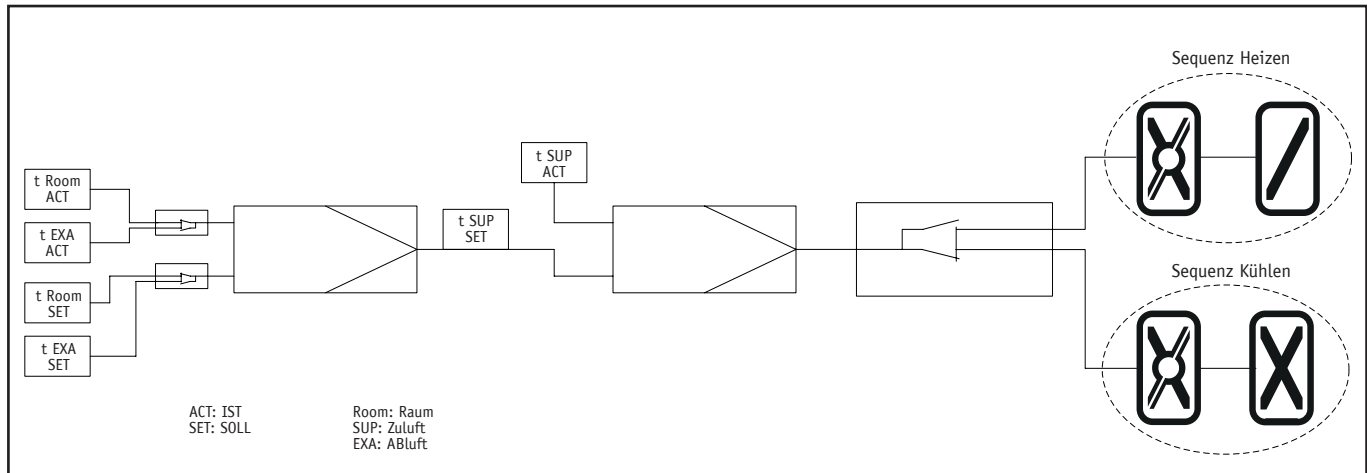 Sequenz Heizen
t SUP
ACT
t Room
ACT
t EXA
ACT
t SUP
SET
t Room
SET
t EXA
SET
Sequenz Kühlen
ACT: IST
SET: SOLL
Room: Raum
SUP: Zuluft
EXA: ABluft